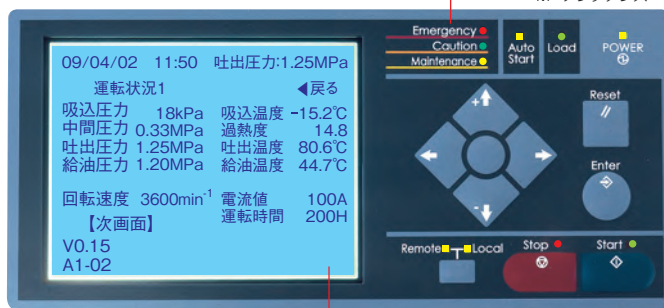 Emergency
Caution
Maintenance
Auto Start
Load
POWER
09/04/02 11:50 吐出圧力:1.25MPa
運転状況1 ◀戻る
吸込圧力 18kPa 吸込温度 -15.2℃
中間圧力 0.33MPa 過熱度 14.8
吐出圧力 1.25MPa 吐出温度 80.6℃
給油圧力 1.20MPa 給油温度 44.7℃
回転速度 3600min⁻¹ 電流値 100A
【次画面】 運転時間 200H
V0.15
A1-02
Reset
Enter
Remote Local
Stop
Start